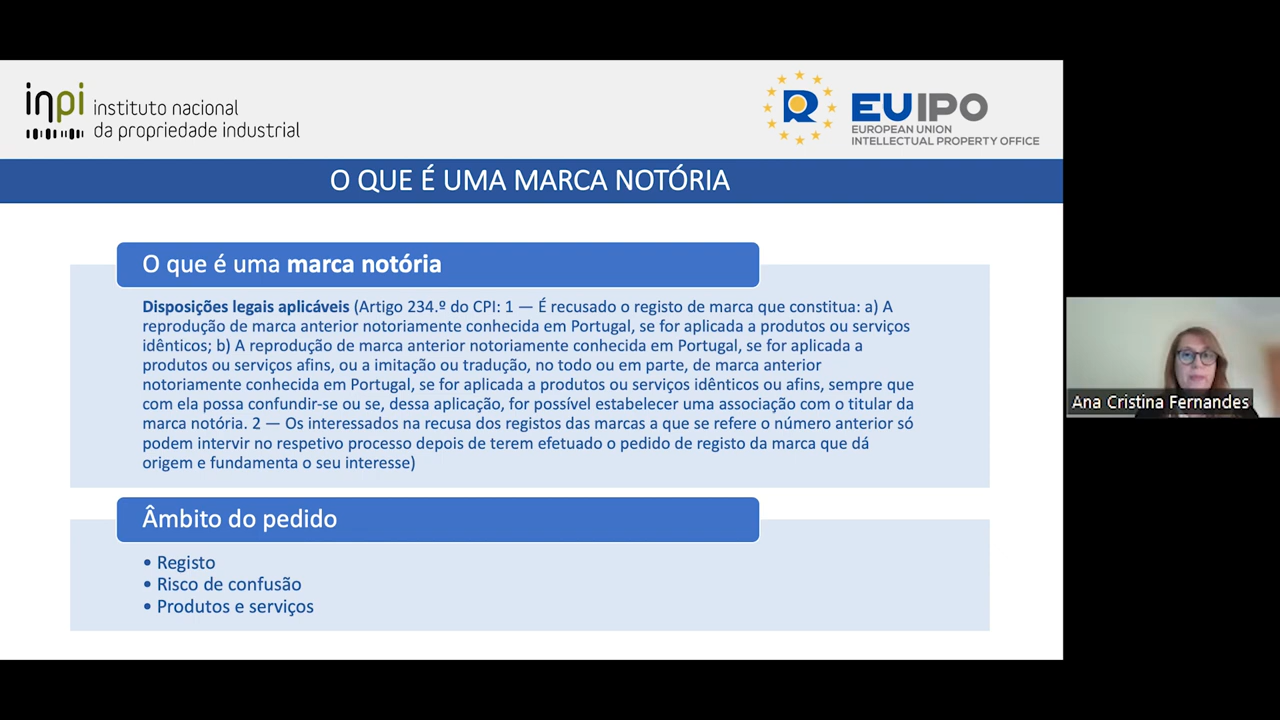 inpi instituto nacional
da propriedade industrial
R EUIPO
EUROPEAN UNION
INTELLECTUAL PROPERTY OFFICE
O QUE É UMA MARCA NOTÓRIA
O que é uma marca notória
Disposições legais aplicáveis (Artigo 234.º do CPI: 1 — É recusado o registo de marca que constitua: a) A
reprodução de marca anterior notoriamente conhecida em Portugal, se for aplicada a produtos ou serviços
idênticos; b) A reprodução de marca anterior notoriamente conhecida em Portugal, se for aplicada a
produtos ou serviços afins, ou a imitação ou tradução, no todo ou em parte, de marca anterior
notoriamente conhecida em Portugal, se for aplicada a produtos ou serviços idênticos ou afins, sempre que
com ela possa confundir-se ou se, dessa aplicação, for possível estabelecer uma associação com o titular da
marca notória. 2 — Os interessados na recusa dos registos das marcas a que se refere o número anterior só
podem intervir no respetivo processo depois de terem efetuado o pedido de registo da marca que dá
origem e fundamenta o seu interesse)
Âmbito do pedido
• Registo
• Risco de confusão
• Produtos e serviços
Ana Cristina Fernandes